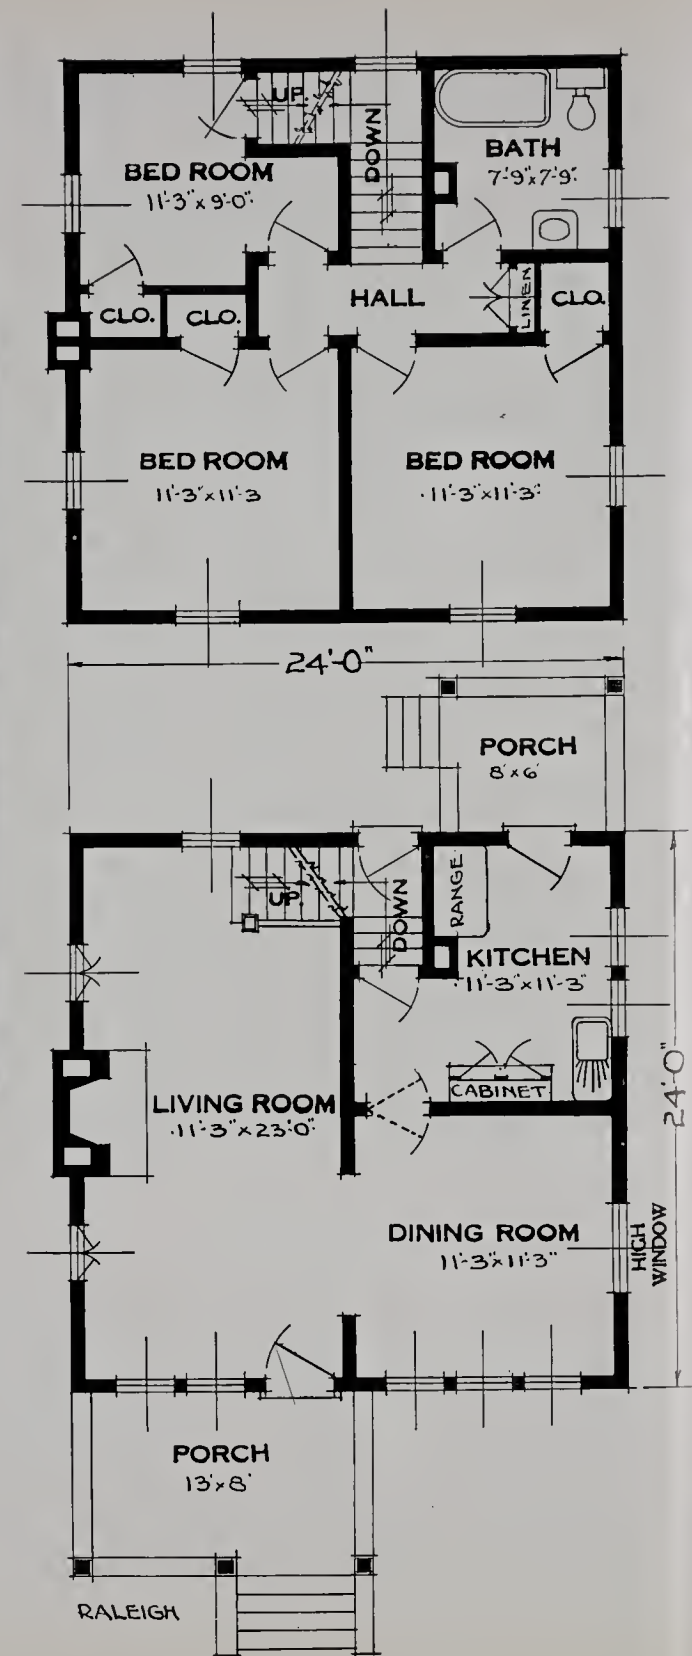 UP.
DOWN
BATH
7'-9"x7'-9"
BED ROOM
11'-3"x9'-0"
CLO.
CLO.
HALL
LINEN
CLO.
BED ROOM
11'-3"x11'-3
BED ROOM
11'-3"x11'-3"
24'-0"
PORCH
8'x6'
UP.
DOWN
RANGE
KITCHEN
11'-3"x11'-3"
CABINET
24'-0"
LIVING ROOM
11'-3"x23'-0"
DINING ROOM
11'-3"x11'-3"
HIGH
WINDOW
PORCH
13'x8'
RALEIGH